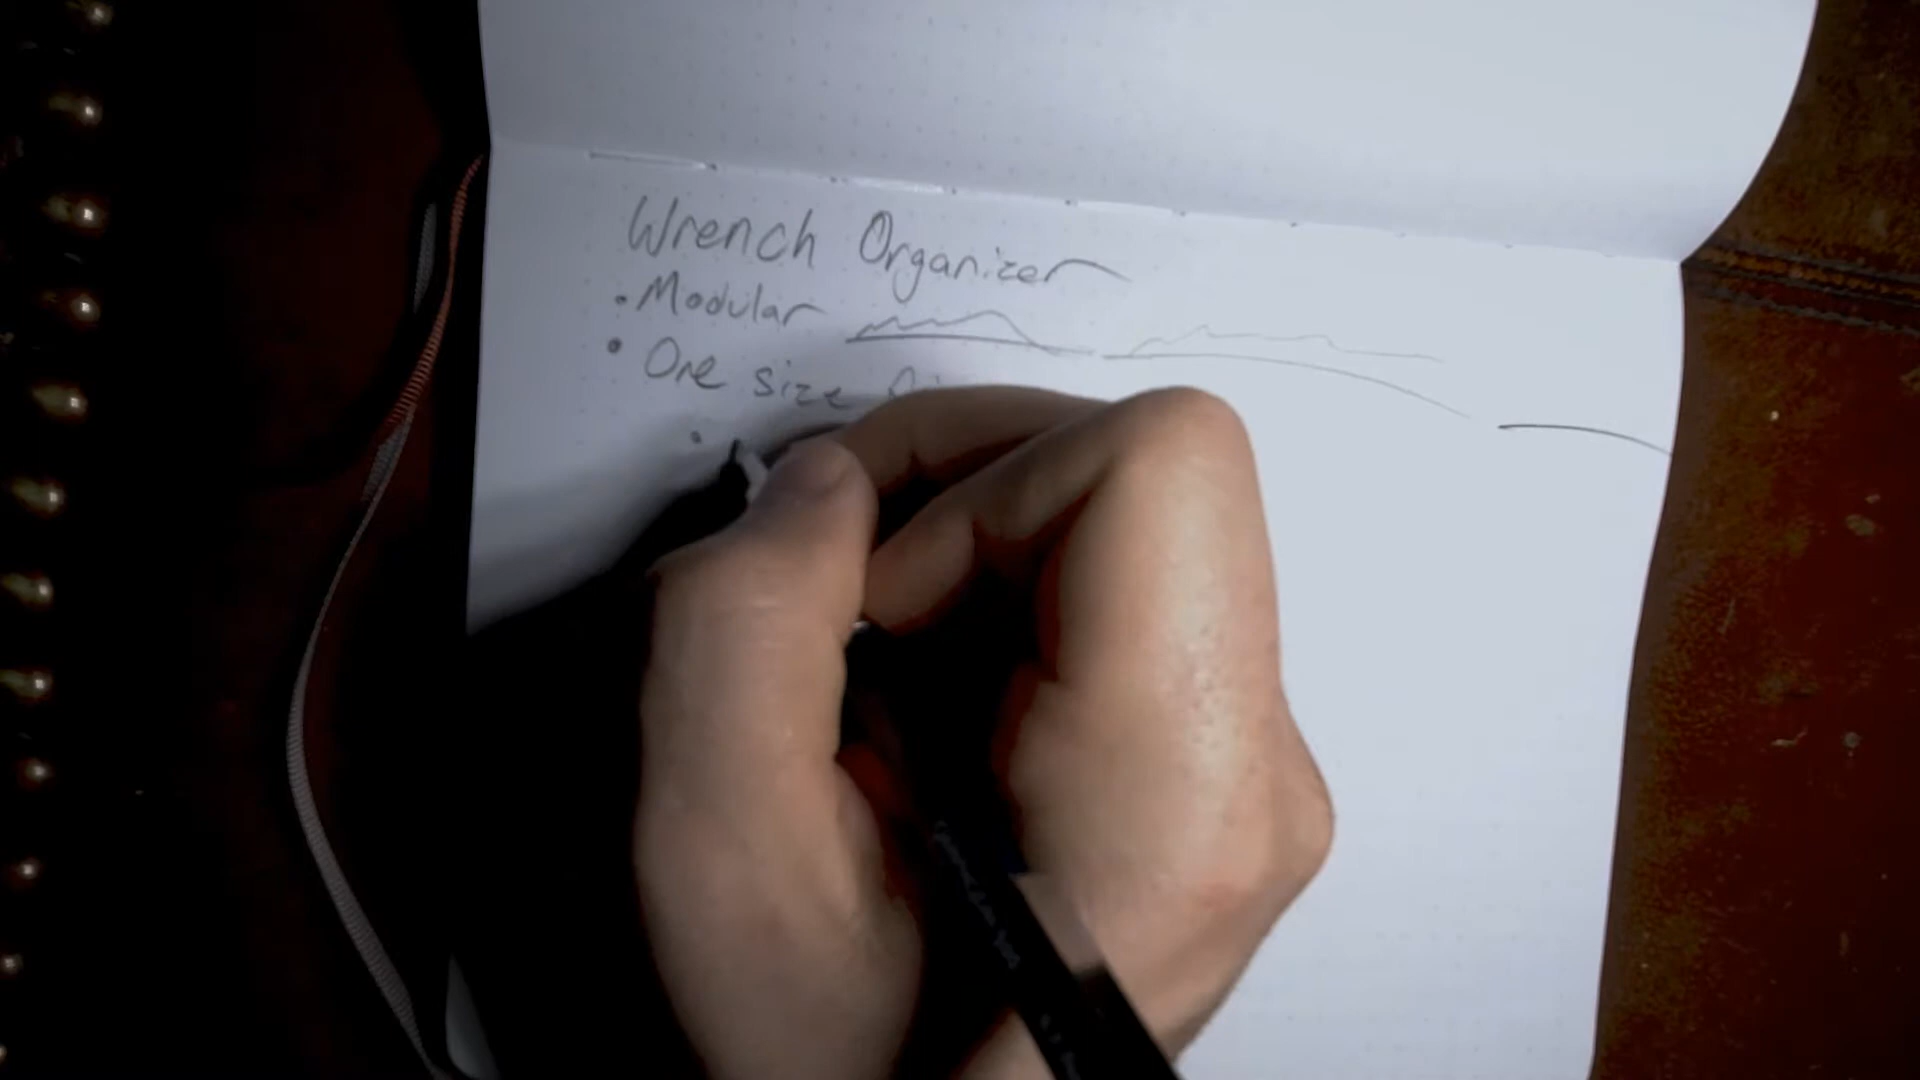 Wrench Organizer
• Modular
• One size